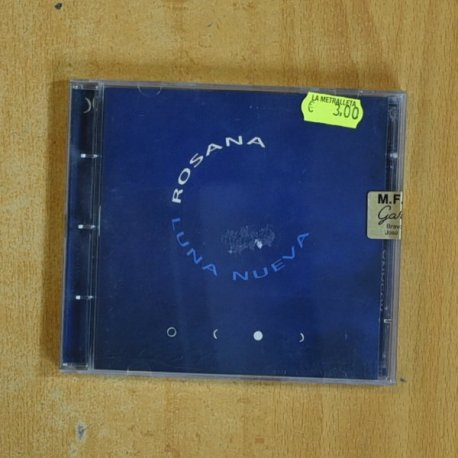 LA METRALLETA
€ 3,00
ROSANA
LUNA NUEVA
M.F.